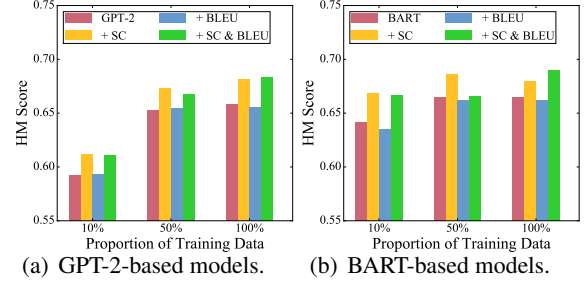 0.75
0.70
0.65
0.60
0.55
HM Score
GPT-2
+ BLEU
+ SC
+ SC & BLEU
10%
50%
100%
Proportion of Training Data
(a) GPT-2-based models.
0.75
0.70
0.65
0.60
0.55
HM Score
BART
+ BLEU
+ SC
+ SC & BLEU
10%
50%
100%
Proportion of Training Data
(b) BART-based models.